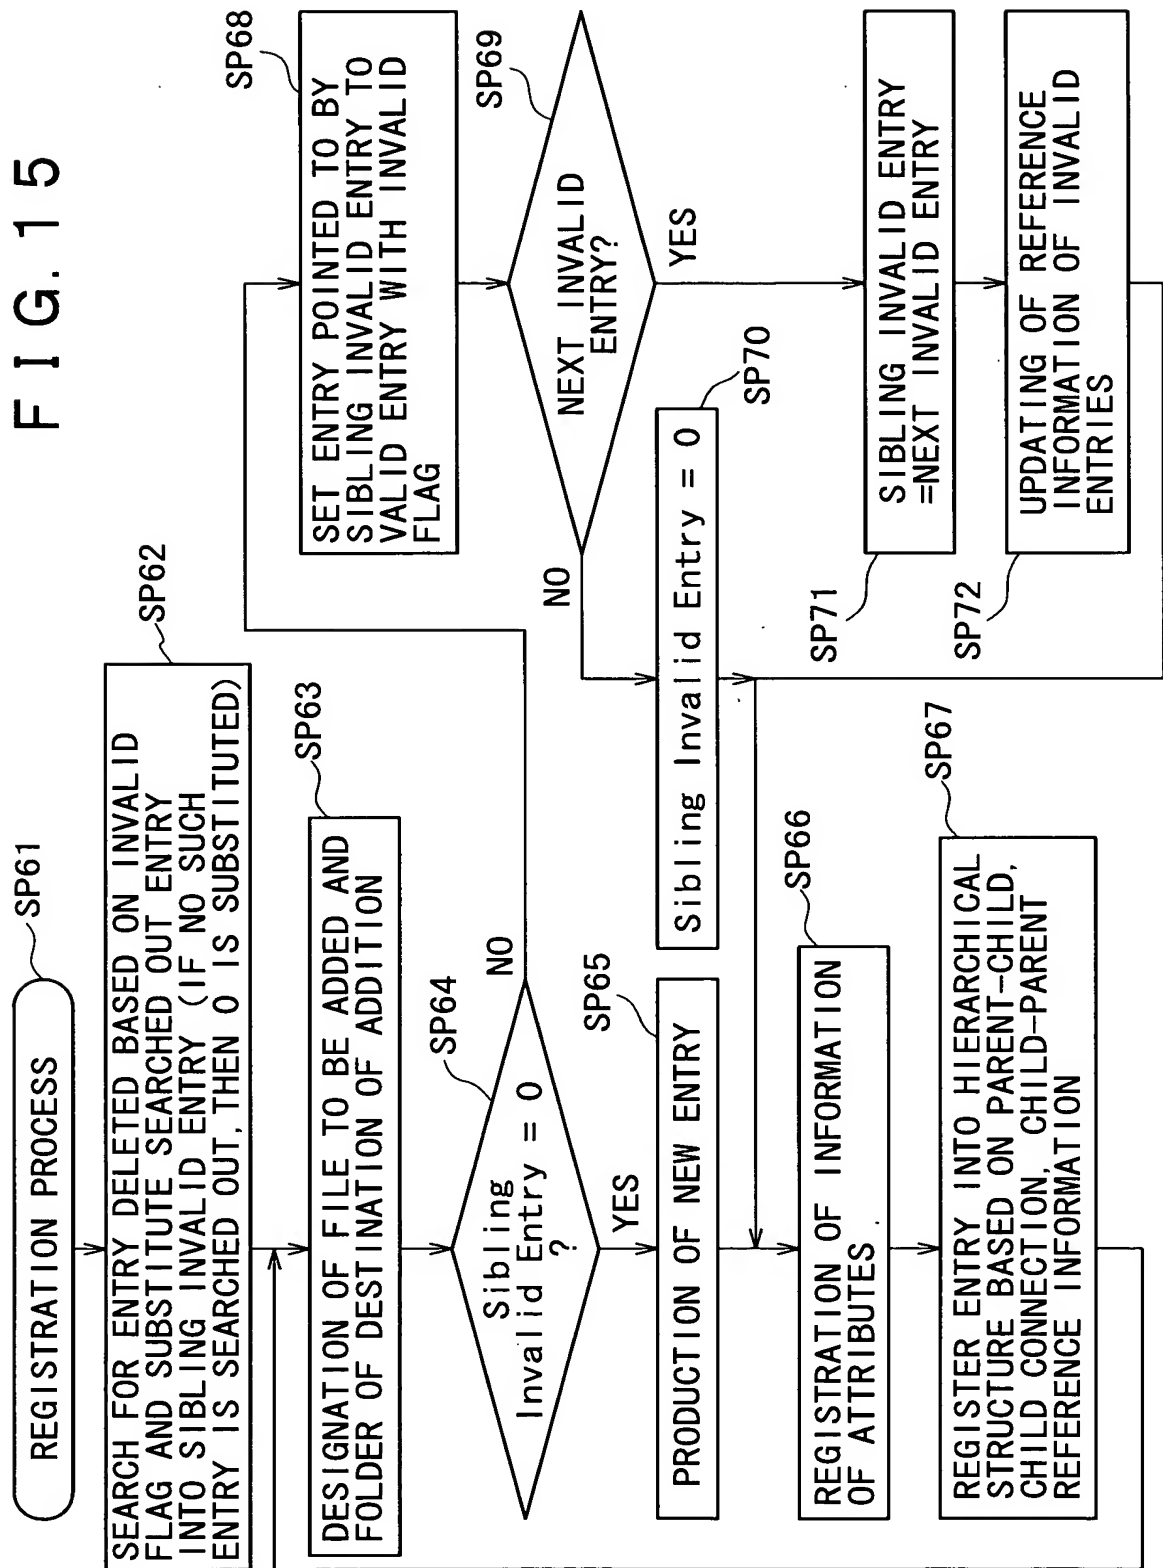 FIG. 15
REGISTRATION PROCESS
SP61
SEARCH FOR ENTRY DELETED BASED ON INVALID
FLAG AND SUBSTITUTE SEARCHED OUT ENTRY
INTO SIBLING INVALID ENTRY (IF NO SUCH
ENTRY IS SEARCHED OUT, THEN 0 IS SUBSTITUTED)
SP62
DESIGNATION OF FILE TO BE ADDED AND
FOLDER OF DESTINATION OF ADDITION
SP63
Sibling
Invalid Entry = 0
?
SP64
NO
YES
PRODUCTION OF NEW ENTRY
SP65
REGISTRATION OF INFORMATION
OF ATTRIBUTES
SP66
REGISTER ENTRY INTO HIERARCHICAL
STRUCTURE BASED ON PARENT-CHILD,
CHILD CONNECTION, CHILD-PARENT
REFERENCE INFORMATION
SP67
SET ENTRY POINTED TO BY
SIBLING INVALID ENTRY TO
VALID ENTRY WITH INVALID
FLAG
SP68
NEXT INVALID
ENTRY?
SP69
NO
YES
Sibling Invalid Entry = 0
SP70
SIBLING INVALID ENTRY
=NEXT INVALID ENTRY
SP71
UPDATING OF REFERENCE
INFORMATION OF INVALID
ENTRIES
SP72